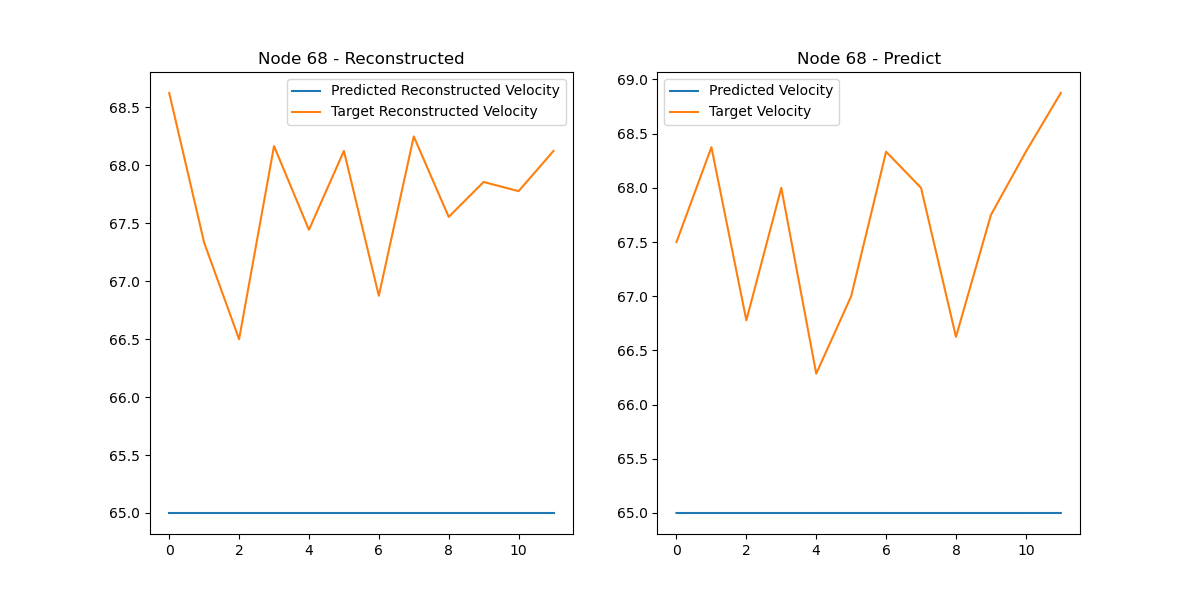 Node 68 - Reconstructed
Predicted Reconstructed Velocity
Target Reconstructed Velocity
68.5
68.0
67.5
67.0
66.5
66.0
65.5
65.0
0 2 4 6 8 10
Node 68 - Predict
Predicted Velocity
Target Velocity
69.0
68.5
68.0
67.5
67.0
66.5
66.0
65.5
65.0
0 2 4 6 8 10